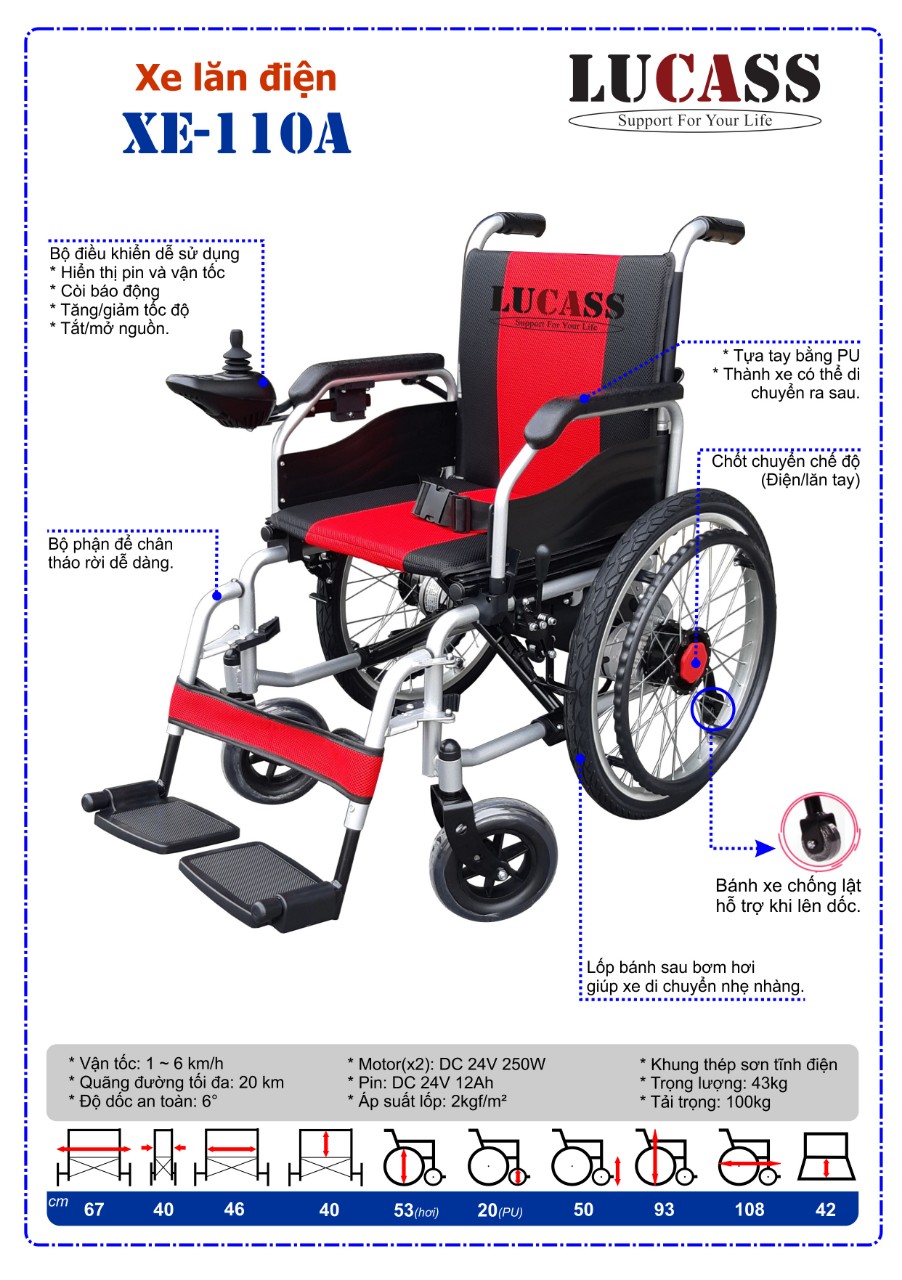 Xe lăn điện
XE-110A
LUCASS
Support For Your Life
Bộ điều khiển dễ sử dụng
* Hiển thị pin và vận tốc
* Còi báo động
* Tăng/giảm tốc độ
* Tắt/mở nguồn.
LUCASS
Support For Your Life
* Tựa tay bằng PU
* Thành xe có thể di
chuyển ra sau.
Chốt chuyển chế độ
(Điện/lăn tay)
Bộ phận để chân
tháo rời dễ dàng.
Bánh xe chống lật
hỗ trợ khi lên dốc.
Lốp bánh sau bơm hơi
giúp xe di chuyển nhẹ nhàng.
* Vận tốc: 1 ~ 6 km/h
* Quãng đường tối đa: 20 km
* Độ dốc an toàn: 6°
* Motor(x2): DC 24V 250W
* Pin: DC 24V 12Ah
* Áp suất lốp: 2kgf/m²
* Khung thép sơn tĩnh điện
* Trọng lượng: 43kg
* Tải trọng: 100kg
cm 67 40 46 40 53(hơi) 20(PU) 50 93 108 42